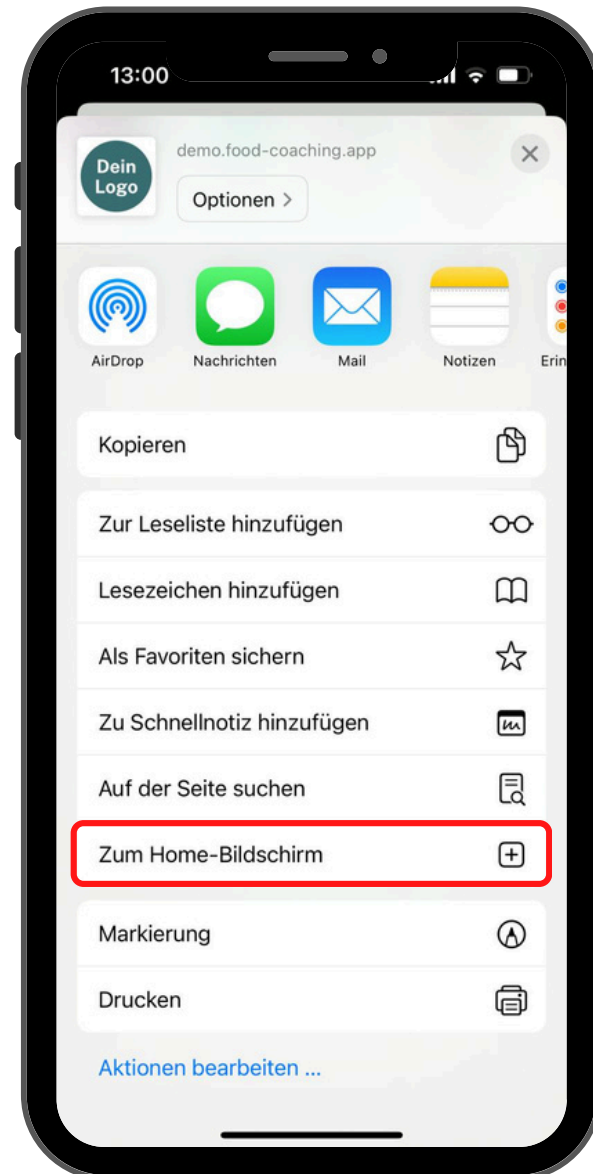 13:00
Dein
Logo
demo.food-coaching.app
Optionen >
AirDrop
Nachrichten
Mail
Notizen
Erin
Kopieren
Zur Leseliste hinzufügen
Lesezeichen hinzufügen
Als Favoriten sichern
Zu Schnellnotiz hinzufügen
Auf der Seite suchen
Zum Home-Bildschirm
Markierung
Drucken
Aktionen bearbeiten ...